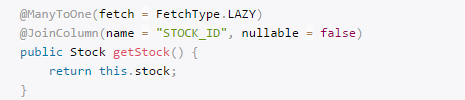 @ManyToOne(fetch = FetchType.LAZY)
@JoinColumn(name = "STOCK_ID", nullable = false)
public Stock getStock() {
    return this.stock;
}